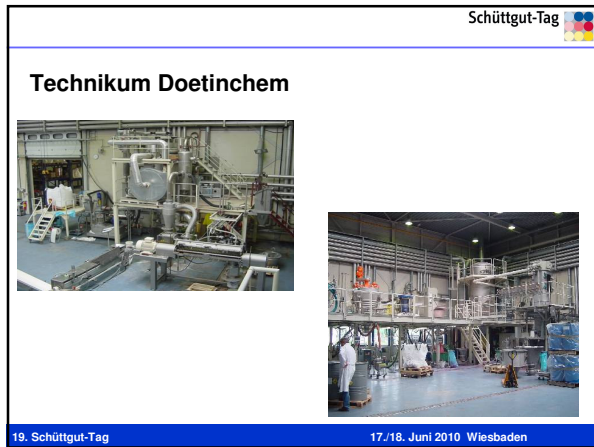 Schüttgut-Tag
Technikum Doetinchem
19. Schüttgut-Tag
17./18. Juni 2010 Wiesbaden